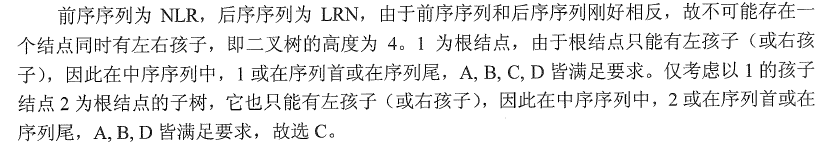 前序序列为 NLR，后序序列为 LRN，由于前序序列和后序序列刚好相反，故不可能存在一
个结点同时有左右孩子，即二叉树的高度为 4。1 为根结点，由于根结点只能有左孩子（或右孩
子），因此在中序序列中，1 或在序列首或在序列尾，A, B, C, D 皆满足要求。仅考虑以 1 的孩子
结点 2 为根结点的子树，它也只能有左孩子（或右孩子），因此在中序序列中，2 或在序列首或在
序列尾，A, B, D 皆满足要求，故选 C。